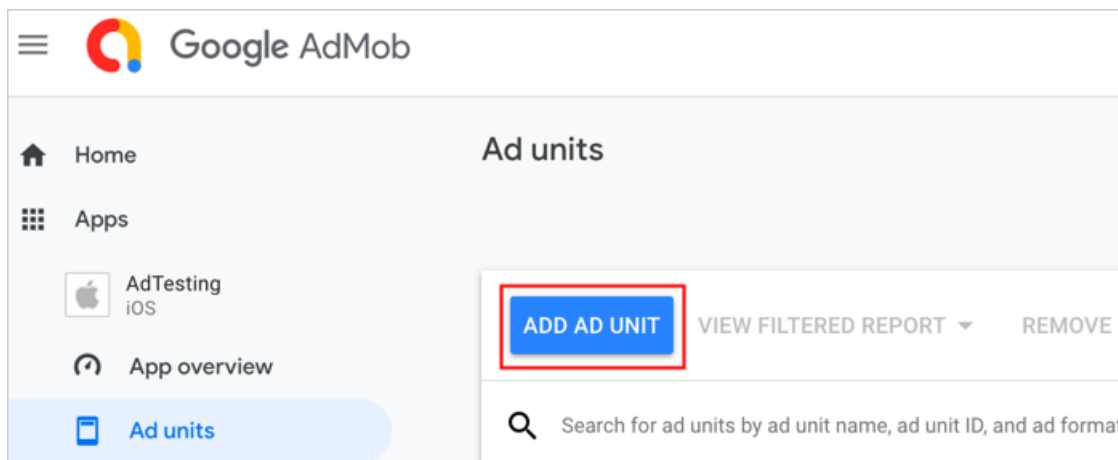 Google AdMob
Home
Apps
AdTesting
iOS
App overview
Ad units
Ad units
ADD AD UNIT VIEW FILTERED REPORT REMOVE
Search for ad units by ad unit name, ad unit ID, and ad format